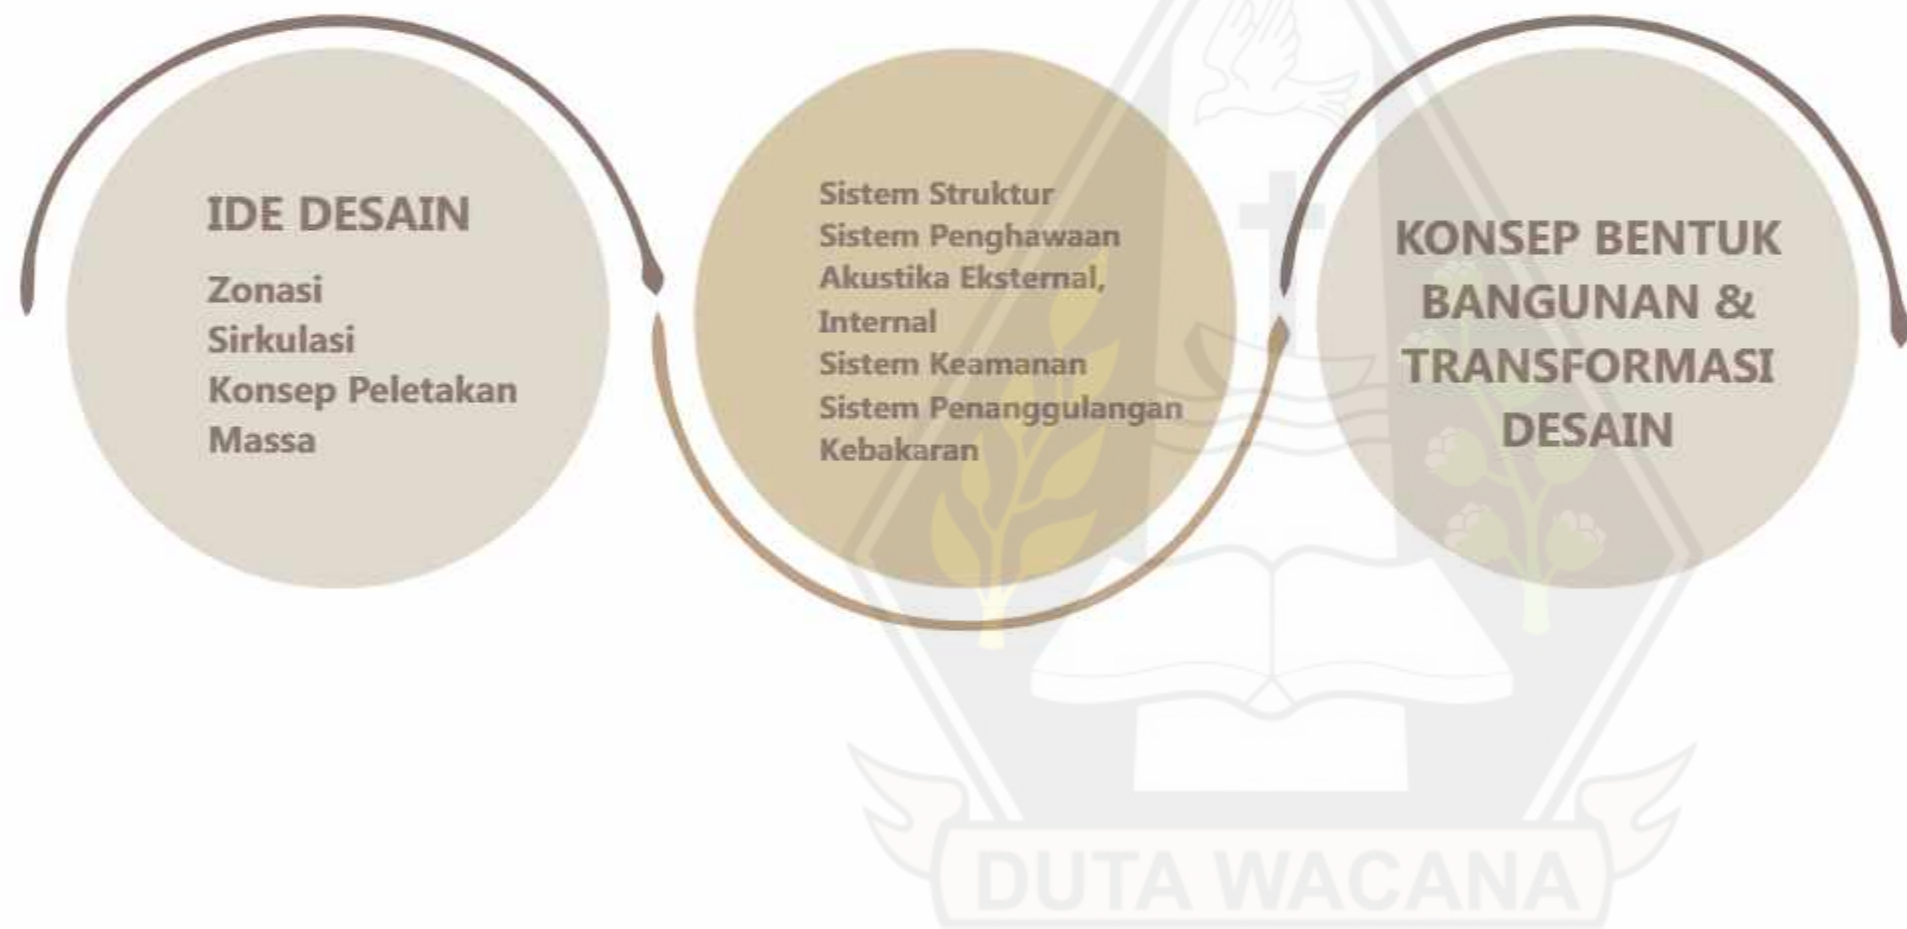 IDE DESAIN
Zonasi
Sirkulasi
Konsep Peletakan
Massa
Sistem Struktur
Sistem Penghawaan
Akustika Eksternal,
Internal
Sistem Keamanan
Sistem Penanggulangan
Kebakaran
KONSEP BENTUK
BANGUNAN &
TRANSFORMASI
DESAIN
DUTA WACANA